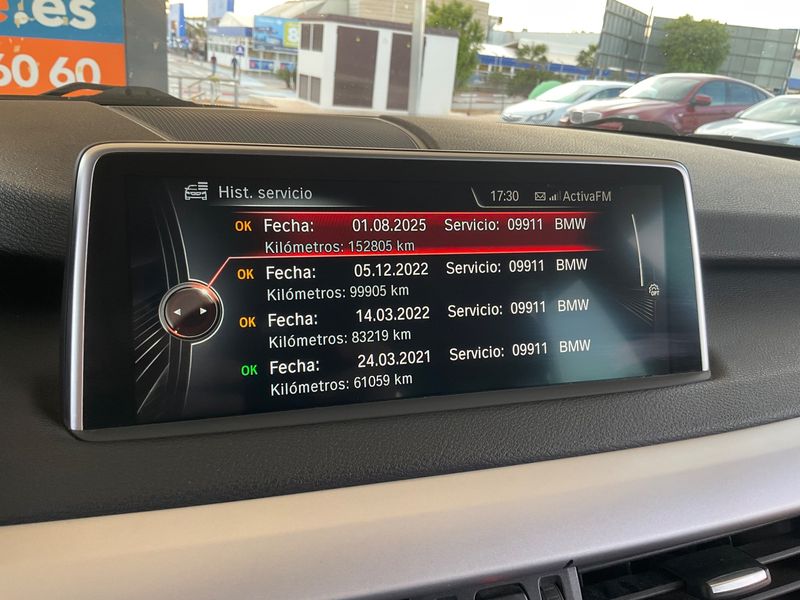 .es
60 60
Hist. servicio
17:30 ActivaFM
OK Fecha: 01.08.2025 Servicio: 09911 BMW
Kilómetros: 152805 km
OK Fecha: 05.12.2022 Servicio: 09911 BMW
Kilómetros: 99905 km
OK Fecha: 14.03.2022 Servicio: 09911 BMW
Kilómetros: 83219 km
OK Fecha: 24.03.2021 Servicio: 09911 BMW
Kilómetros: 61059 km
OPT